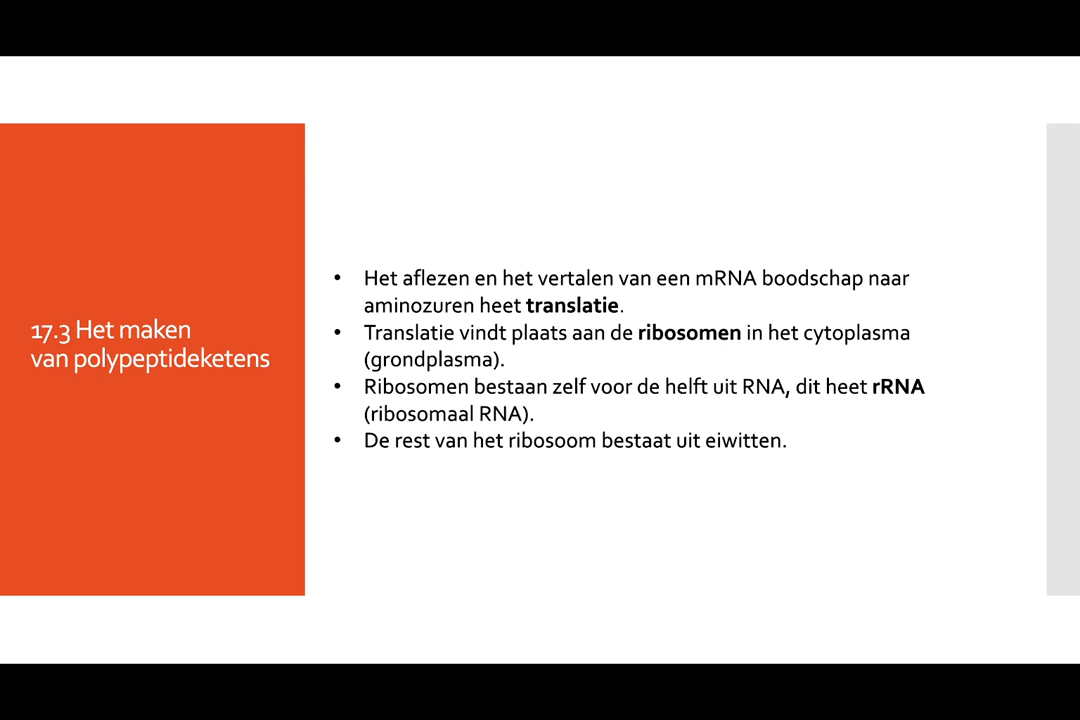 17.3 Het maken
van polypeptideketens
• Het aflezen en het vertalen van een mRNA boodschap naar
aminozuren heet translatie.
• Translatie vindt plaats aan de ribosomen in het cytoplasma
(grondplasma).
• Ribosomen bestaan zelf voor de helft uit RNA, dit heet rRNA
(ribosomaal RNA).
• De rest van het ribosoom bestaat uit eiwitten.